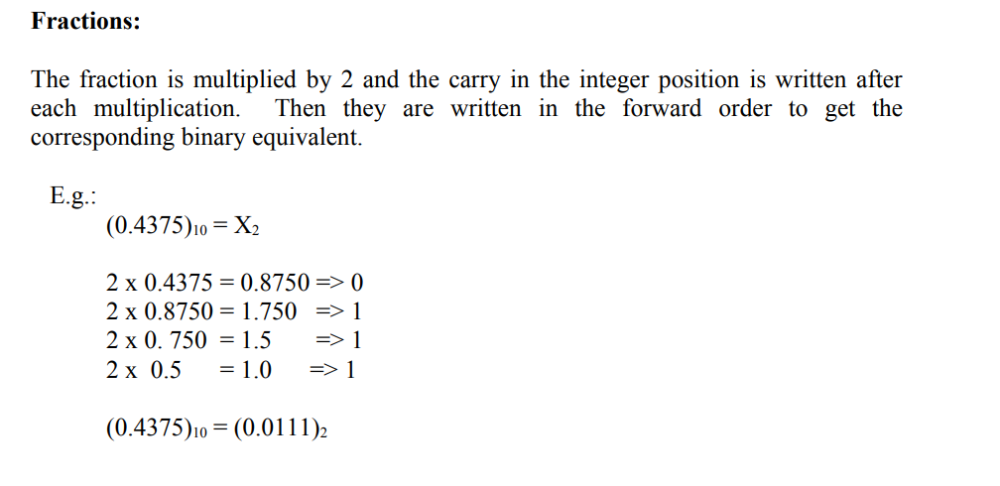 Fractions:
The fraction is multiplied by 2 and the carry in the integer position is written after
each multiplication. Then they are written in the forward order to get the
corresponding binary equivalent.
E.g.:
(0.4375)₁₀ = X₂
2 x 0.4375 = 0.8750 => 0
2 x 0.8750 = 1.750 => 1
2 x 0. 750 = 1.5 => 1
2 x 0.5 = 1.0 => 1
(0.4375)₁₀ = (0.0111)₂